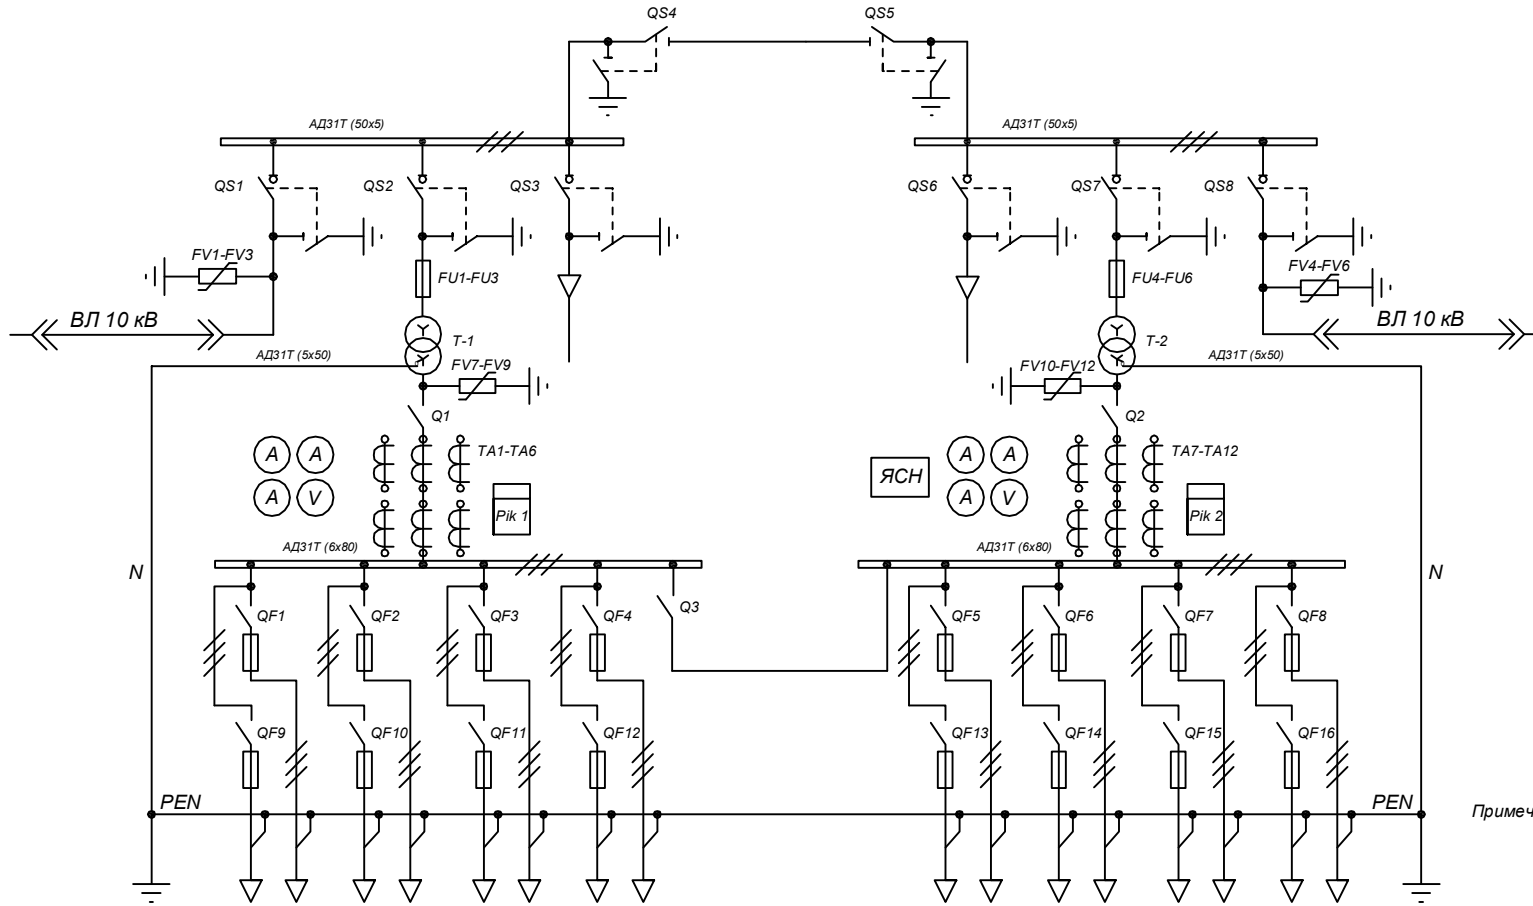 QS4
QS5
АД31Т (50х5)
АД31Т (50х5)
QS1
QS2
QS3
QS6
QS7
QS8
FV1-FV3
FU1-FU3
FU4-FU6
FV4-FV6
ВЛ 10 кВ
ВЛ 10 кВ
Т-1
Т-2
АД31Т (5х50)
АД31Т (5х50)
FV7-FV9
FV10-FV12
Q1
Q2
A
A
TA1-TA6
ЯСН
A
A
TA7-TA12
A
V
Pik 1
A
V
Pik 2
АД31Т (6х80)
АД31Т (6х80)
N
N
Q3
QF1
QF2
QF3
QF4
QF5
QF6
QF7
QF8
QF9
QF10
QF11
QF12
QF13
QF14
QF15
QF16
PEN
PEN
Примеч